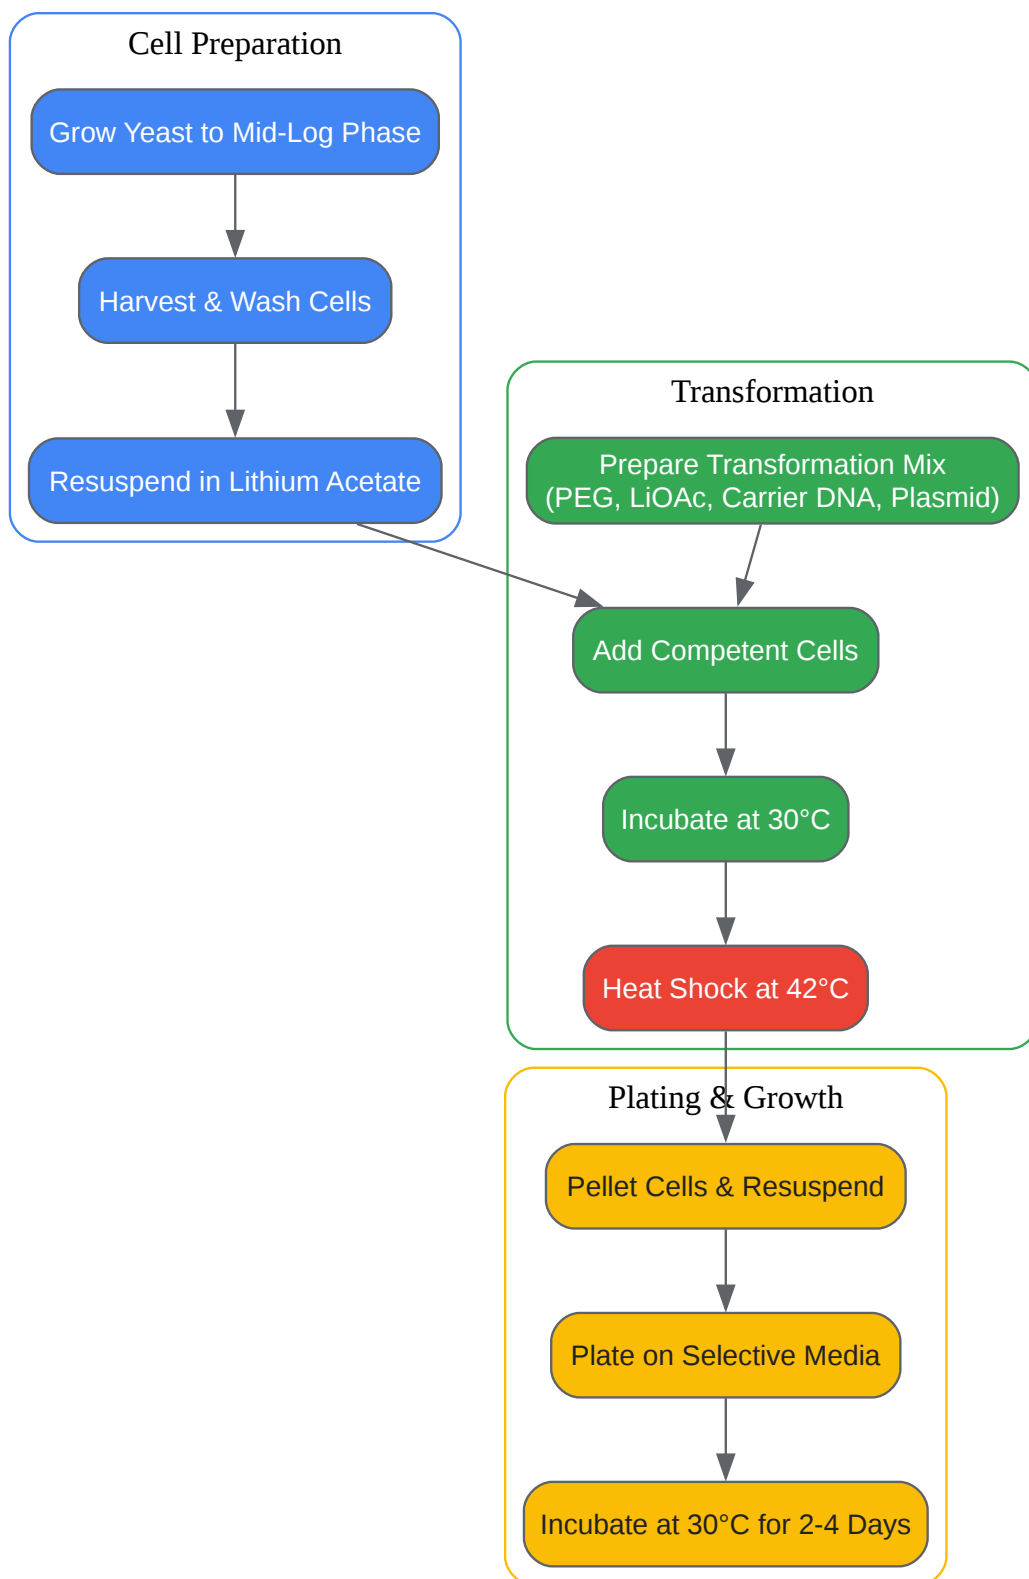 Cell Preparation
Grow Yeast to Mid-Log Phase
Harvest & Wash Cells
Resuspend in Lithium Acetate
Transformation
Prepare Transformation Mix
(PEG, LiOAc, Carrier DNA, Plasmid)
Add Competent Cells
Incubate at 30°C
Heat Shock at 42°C
Plating & Growth
Pellet Cells & Resuspend
Plate on Selective Media
Incubate at 30°C for 2-4 Days